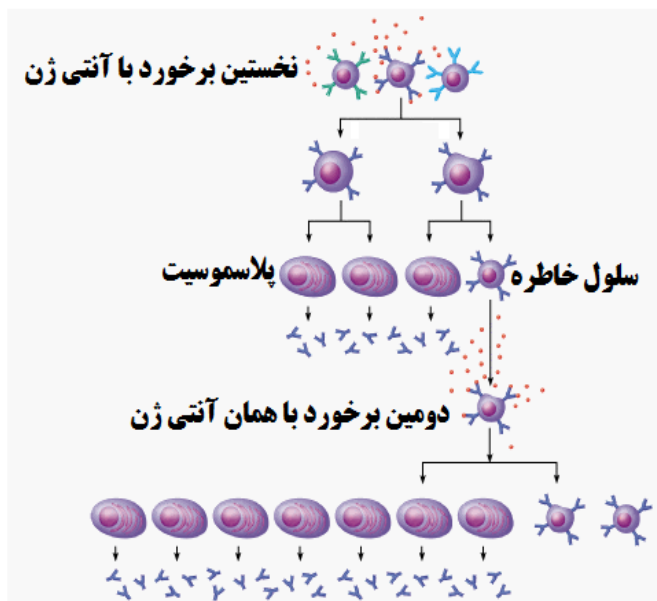 نخستین برخورد با آنتی ژن
پلاسموسیت
سلول خاطره
دومین برخورد با همان آنتی ژن